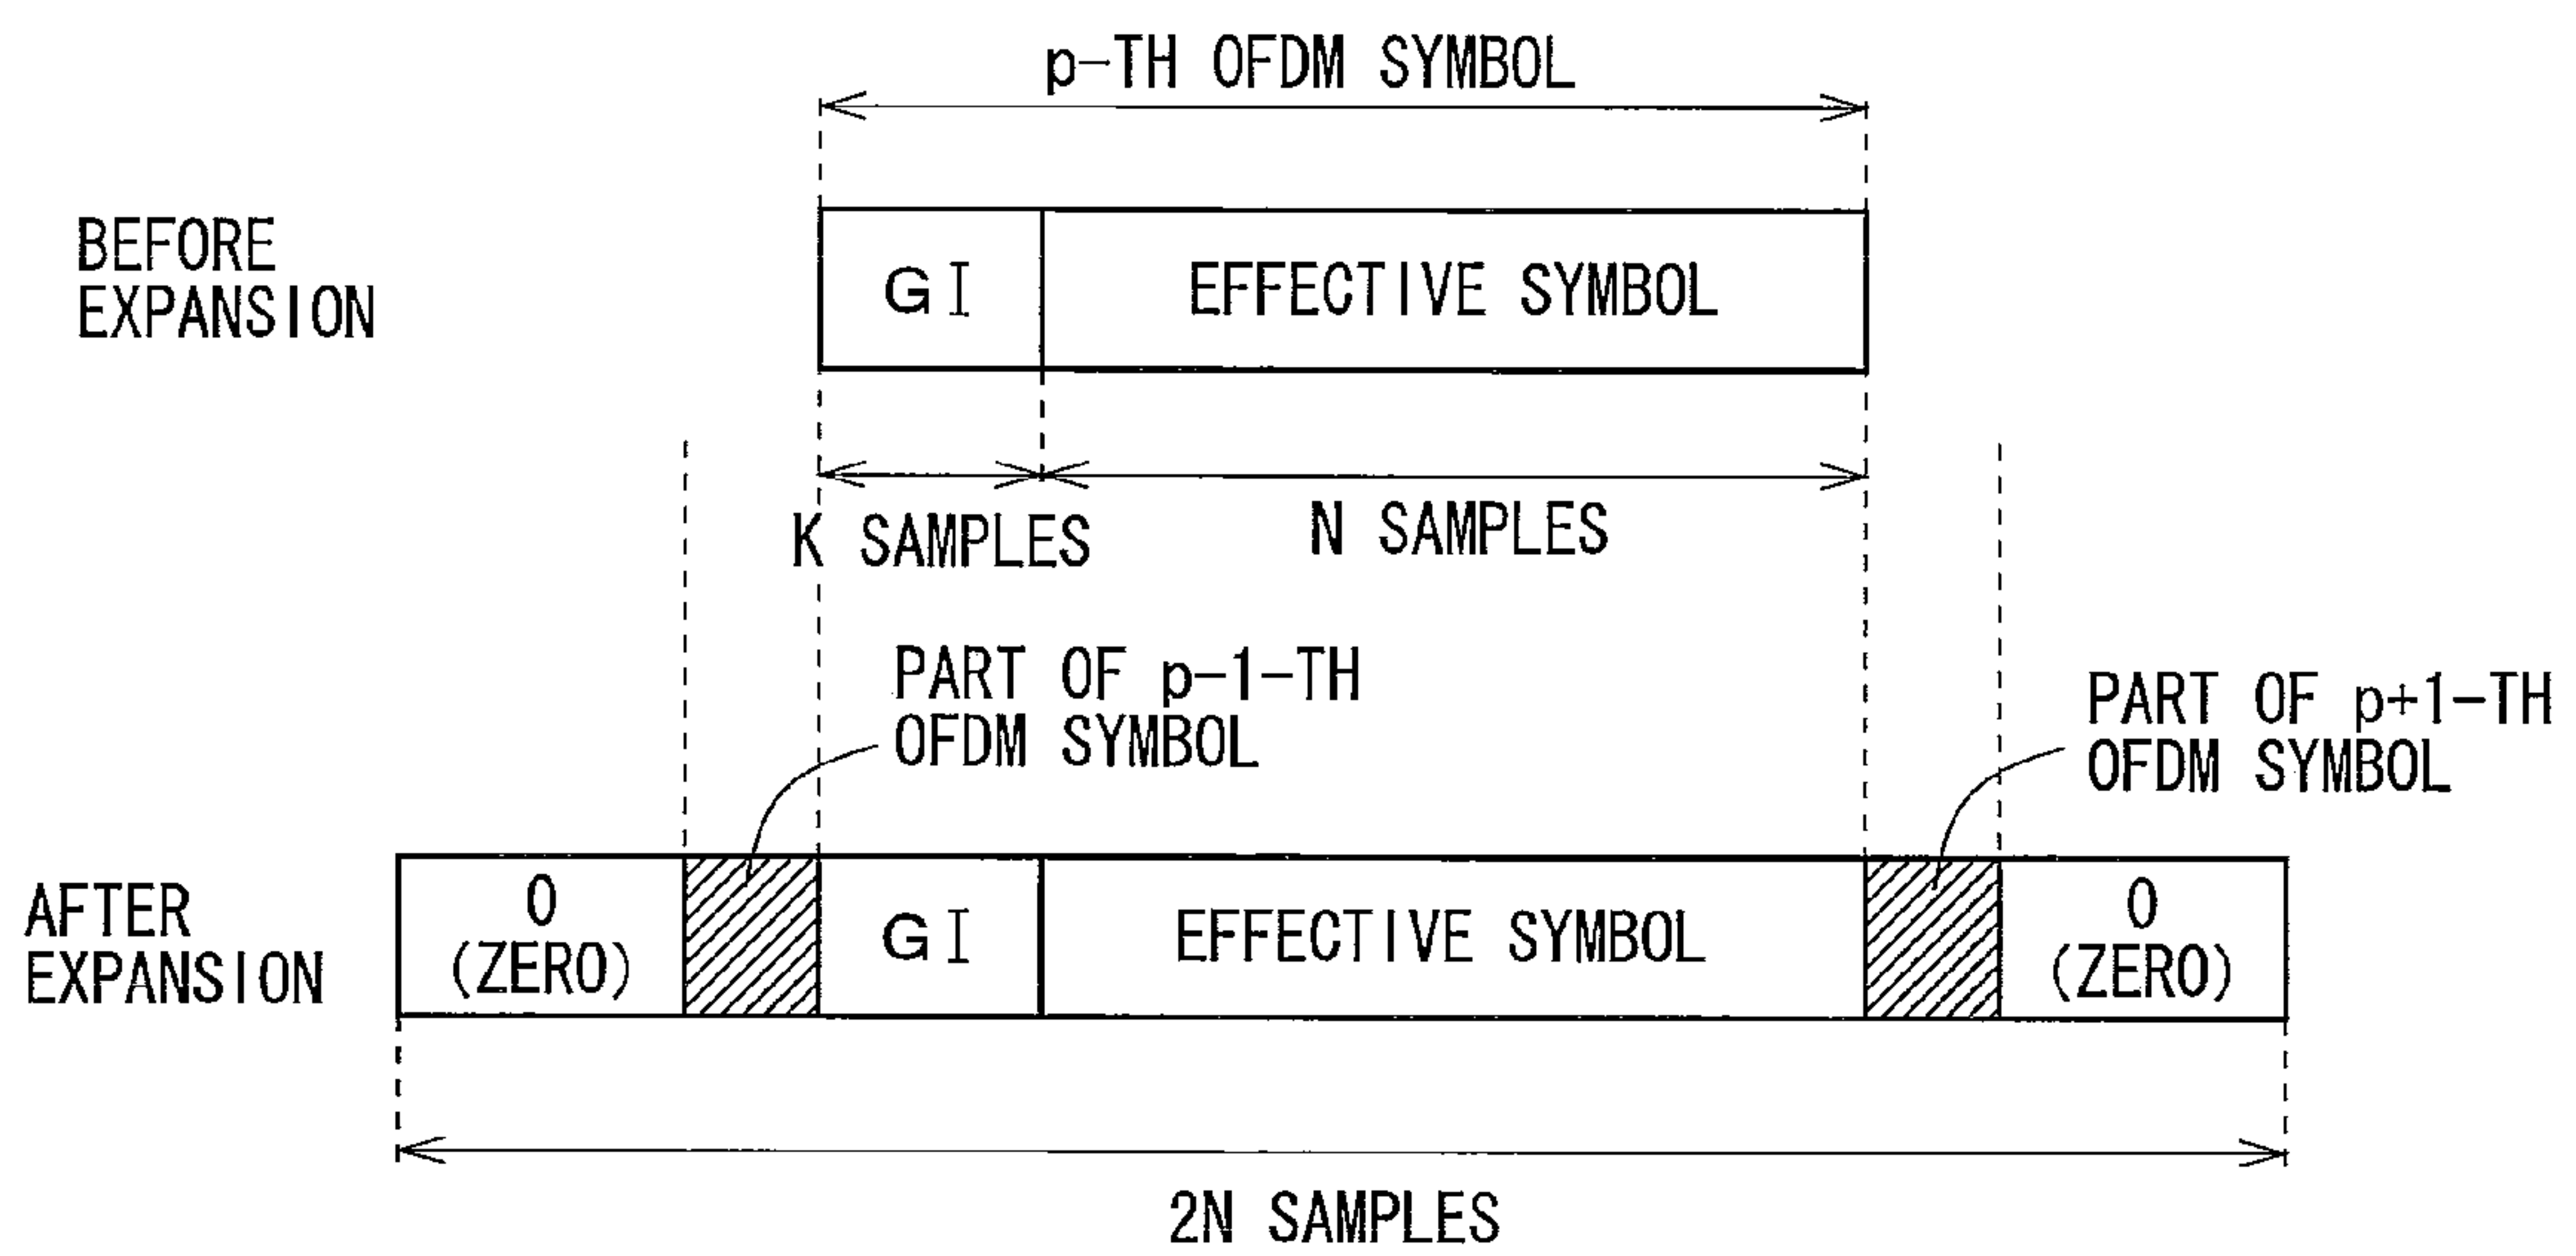 p-TH OFDM SYMBOL
BEFORE
EXPANSION
GI
EFFECTIVE SYMBOL
K SAMPLES
N SAMPLES
PART OF p-1-TH
OFDM SYMBOL
PART OF p+1-TH
OFDM SYMBOL
AFTER
EXPANSION
0
(ZERO)
GI
EFFECTIVE SYMBOL
0
(ZERO)
2N SAMPLES